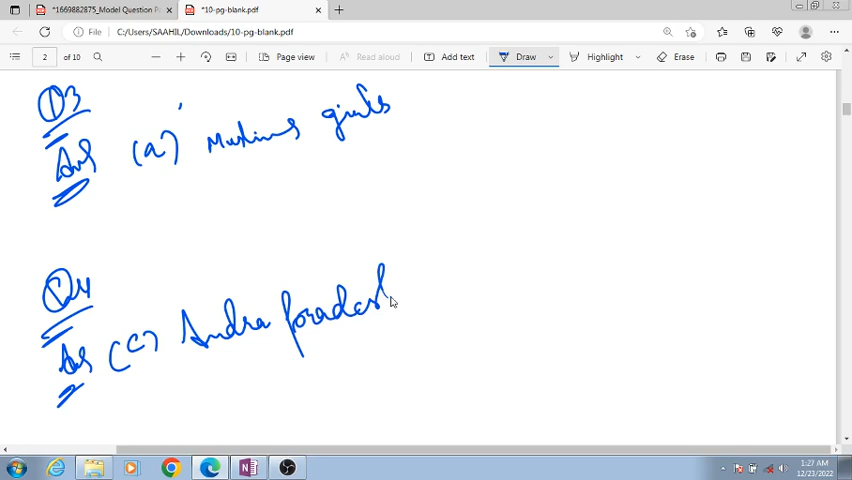 *1669882875_Model Question P
*10-pg-blank.pdf
File
C:/Users/SAAHIL/Downloads/10-pg-blank.pdf
2 of 10
Page view
Read aloud
Add text
Draw
Highlight
Erase
Q3
Ans (a) Muslims girls
Q4
Ans (C) Andra pradesh
1:27 AM
12/23/2022